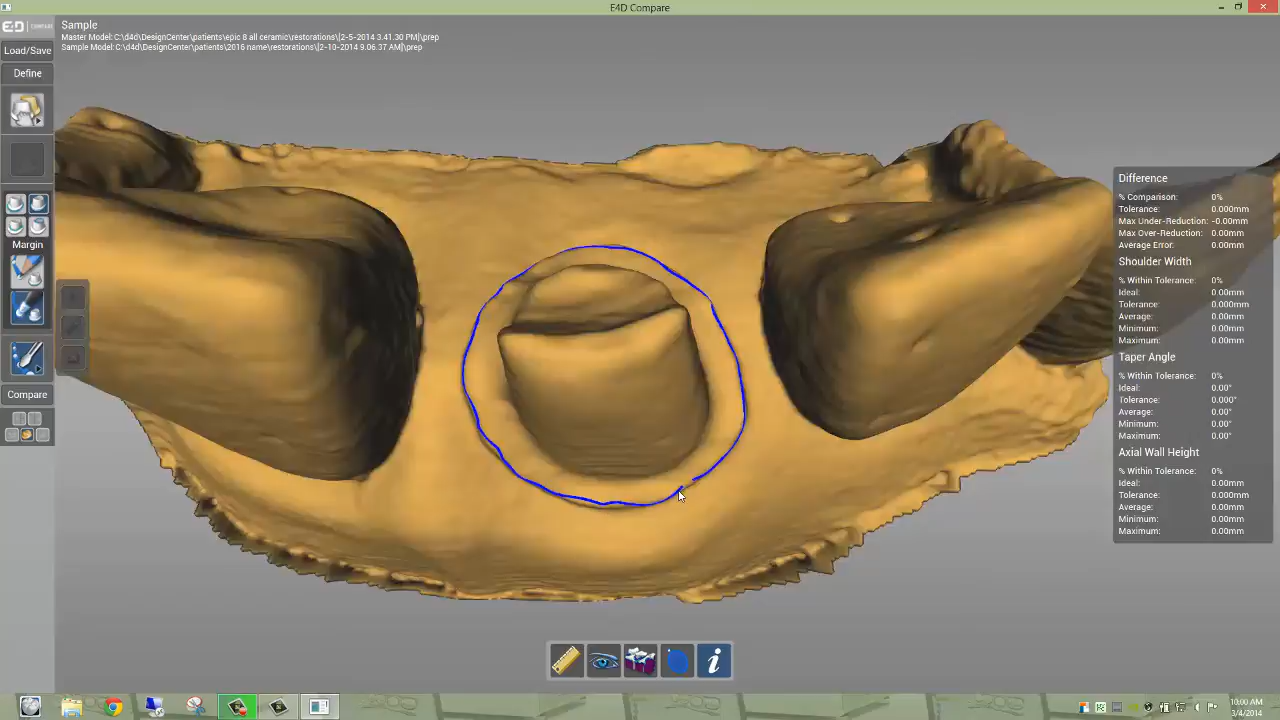 E4D Compare
E4D | COMPARE
Sample
Master Model: C:\d4d\DesignCenter\patients\epic 8 all ceramic\restorations\[2-5-2014 3.41.30 PM]\prep
Sample Model: C:\d4d\DesignCenter\patients\2016 name\restorations\[2-10-2014 9.06.37 AM]\prep
Load/Save
Define
Margin
Compare
Difference
% Comparison: 0%
Tolerance: 0.000mm
Max Under-Reduction: -0.00mm
Max Over-Reduction: 0.00mm
Average Error: 0.00mm
Shoulder Width
% Within Tolerance: 0%
Ideal: 0.00mm
Tolerance: 0.000mm
Average: 0.00mm
Minimum: 0.00mm
Maximum: 0.00mm
Taper Angle
% Within Tolerance: 0%
Ideal: 0.00°
Tolerance: 0.000°
Average: 0.00°
Minimum: 0.00°
Maximum: 0.00°
Axial Wall Height
% Within Tolerance: 0%
Ideal: 0.00mm
Tolerance: 0.000mm
Average: 0.00mm
Minimum: 0.00mm
Maximum: 0.00mm
i
10:00 AM
3/4/2014